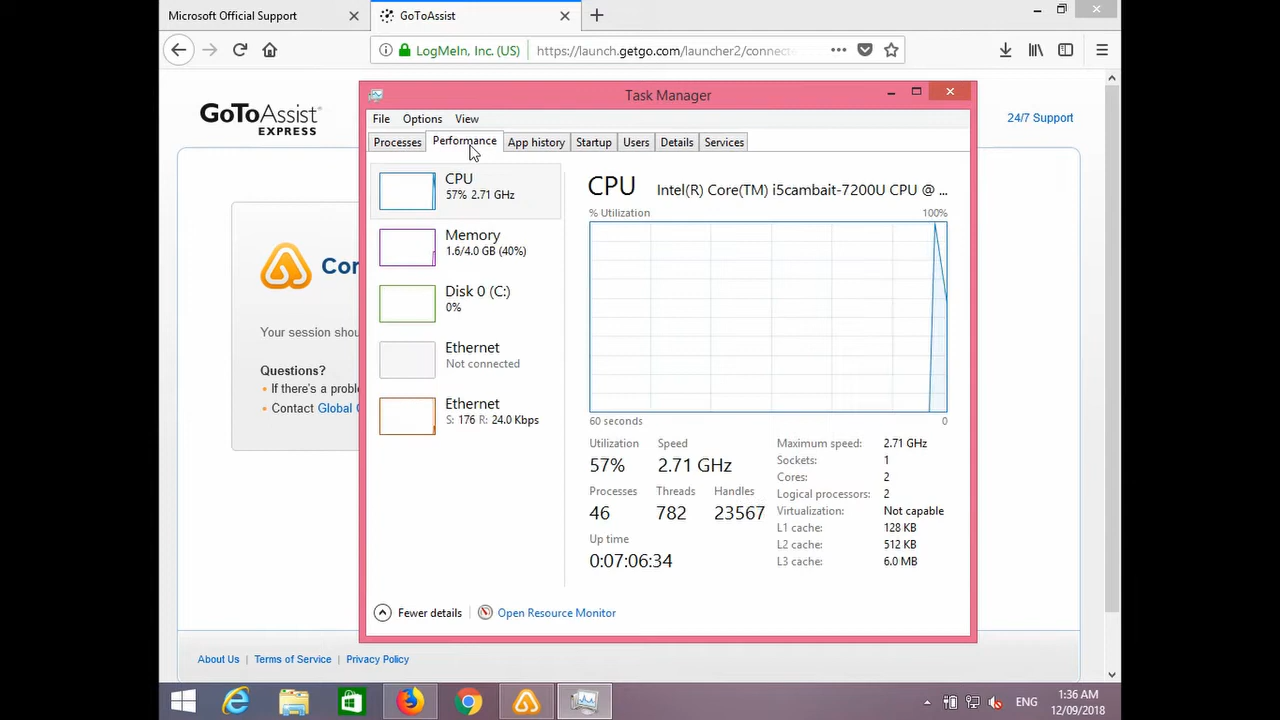 Microsoft Official Support
GoToAssist
LogMeIn, Inc. (US)
https://launch.getgo.com/launcher2/connecte
GoToAssist
EXPRESS
24/7 Support
Task Manager
File Options View
Processes Performance App history Startup Users Details Services
CPU
57% 2.71 GHz
Memory
1.6/4.0 GB (40%)
Disk 0 (C:)
0%
Ethernet
Not connected
Ethernet
S: 176 R: 24.0 Kbps
CPU Intel(R) Core(TM) i5cambait-7200U CPU @ ...
% Utilization 100%
60 seconds 0
Utilization Speed
57% 2.71 GHz
Processes Threads Handles
46 782 23567
Up time
0:07:06:34
Maximum speed: 2.71 GHz
Sockets: 1
Cores: 2
Logical processors: 2
Virtualization: Not capable
L1 cache: 128 KB
L2 cache: 512 KB
L3 cache: 6.0 MB
Fewer details Open Resource Monitor
Con
Your session shou
Questions?
If there's a proble
Contact Global C
About Us | Terms of Service | Privacy Policy
ENG
1:36 AM
12/09/2018